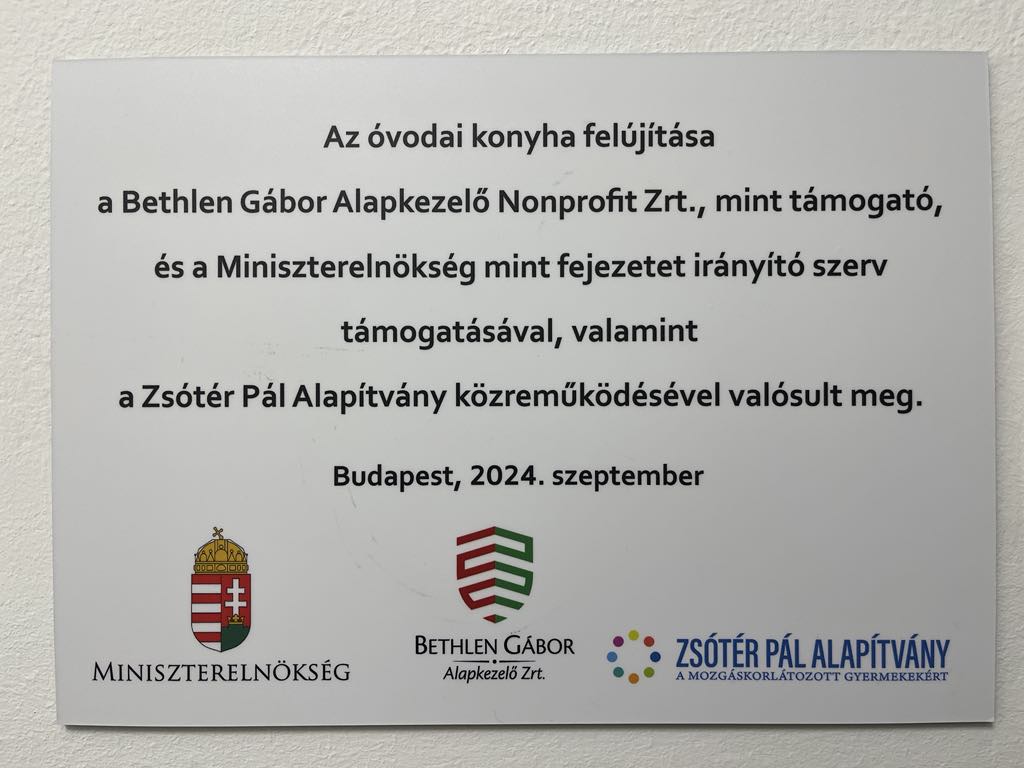 Az óvodai konyha felújítása
a Bethlen Gábor Alapkezelő Nonprofit Zrt., mint támogató,
és a Miniszterelnökség mint fejezetet irányító szerv
támogatásával, valamint
a Zsótér Pál Alapítvány közreműködésével valósult meg.
Budapest, 2024. szeptember
MINISZTERELNÖKSÉG
BETHLEN GÁBOR
Alapkezelő Zrt.
ZSÓTÉR PÁL ALAPÍTVÁNY
A MOZGÁSKORLÁTOZOTT GYERMEKEKÉRT